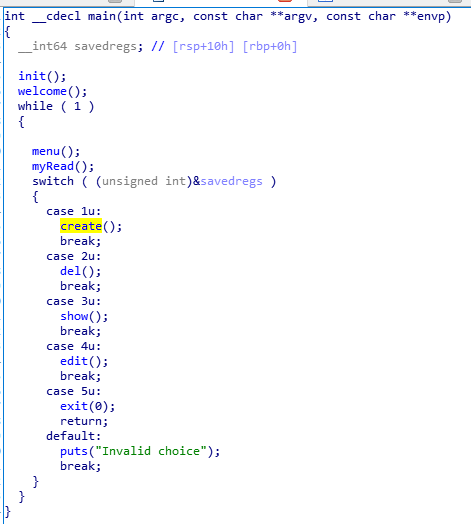 int __cdecl main(int argc, const char **argv, const char **envp)
{
  __int64 savedregs; // [rsp+10h] [rbp+0h]

  init();
  welcome();
  while ( 1 )
  {

    menu();
    myRead();
    switch ( (unsigned int)&savedregs )
    {
      case 1u:
        create();
        break;
      case 2u:
        del();
        break;
      case 3u:
        show();
        break;
      case 4u:
        edit();
        break;
      case 5u:
        exit(0);
        return;
      default:
        puts("Invalid choice");
        break;
    }
  }
}